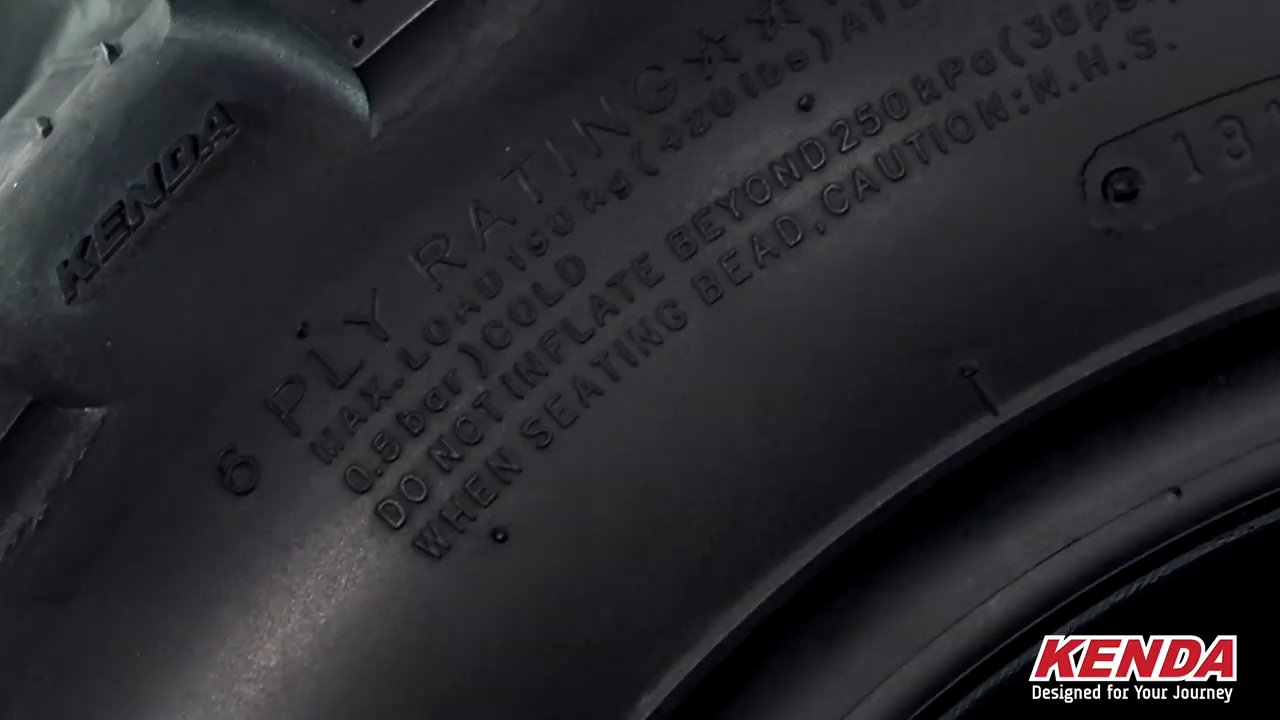 KENDA
6 PLY RATING ☆☆
MAX. LOAD 190 kg (420 lbs) AT
0.5 bar) COLD
DO NOT INFLATE BEYOND 250 kPa (36 psi
WHEN SEATING BEAD. CAUTION: N.H.S.
18
KENDA
Designed for Your Journey